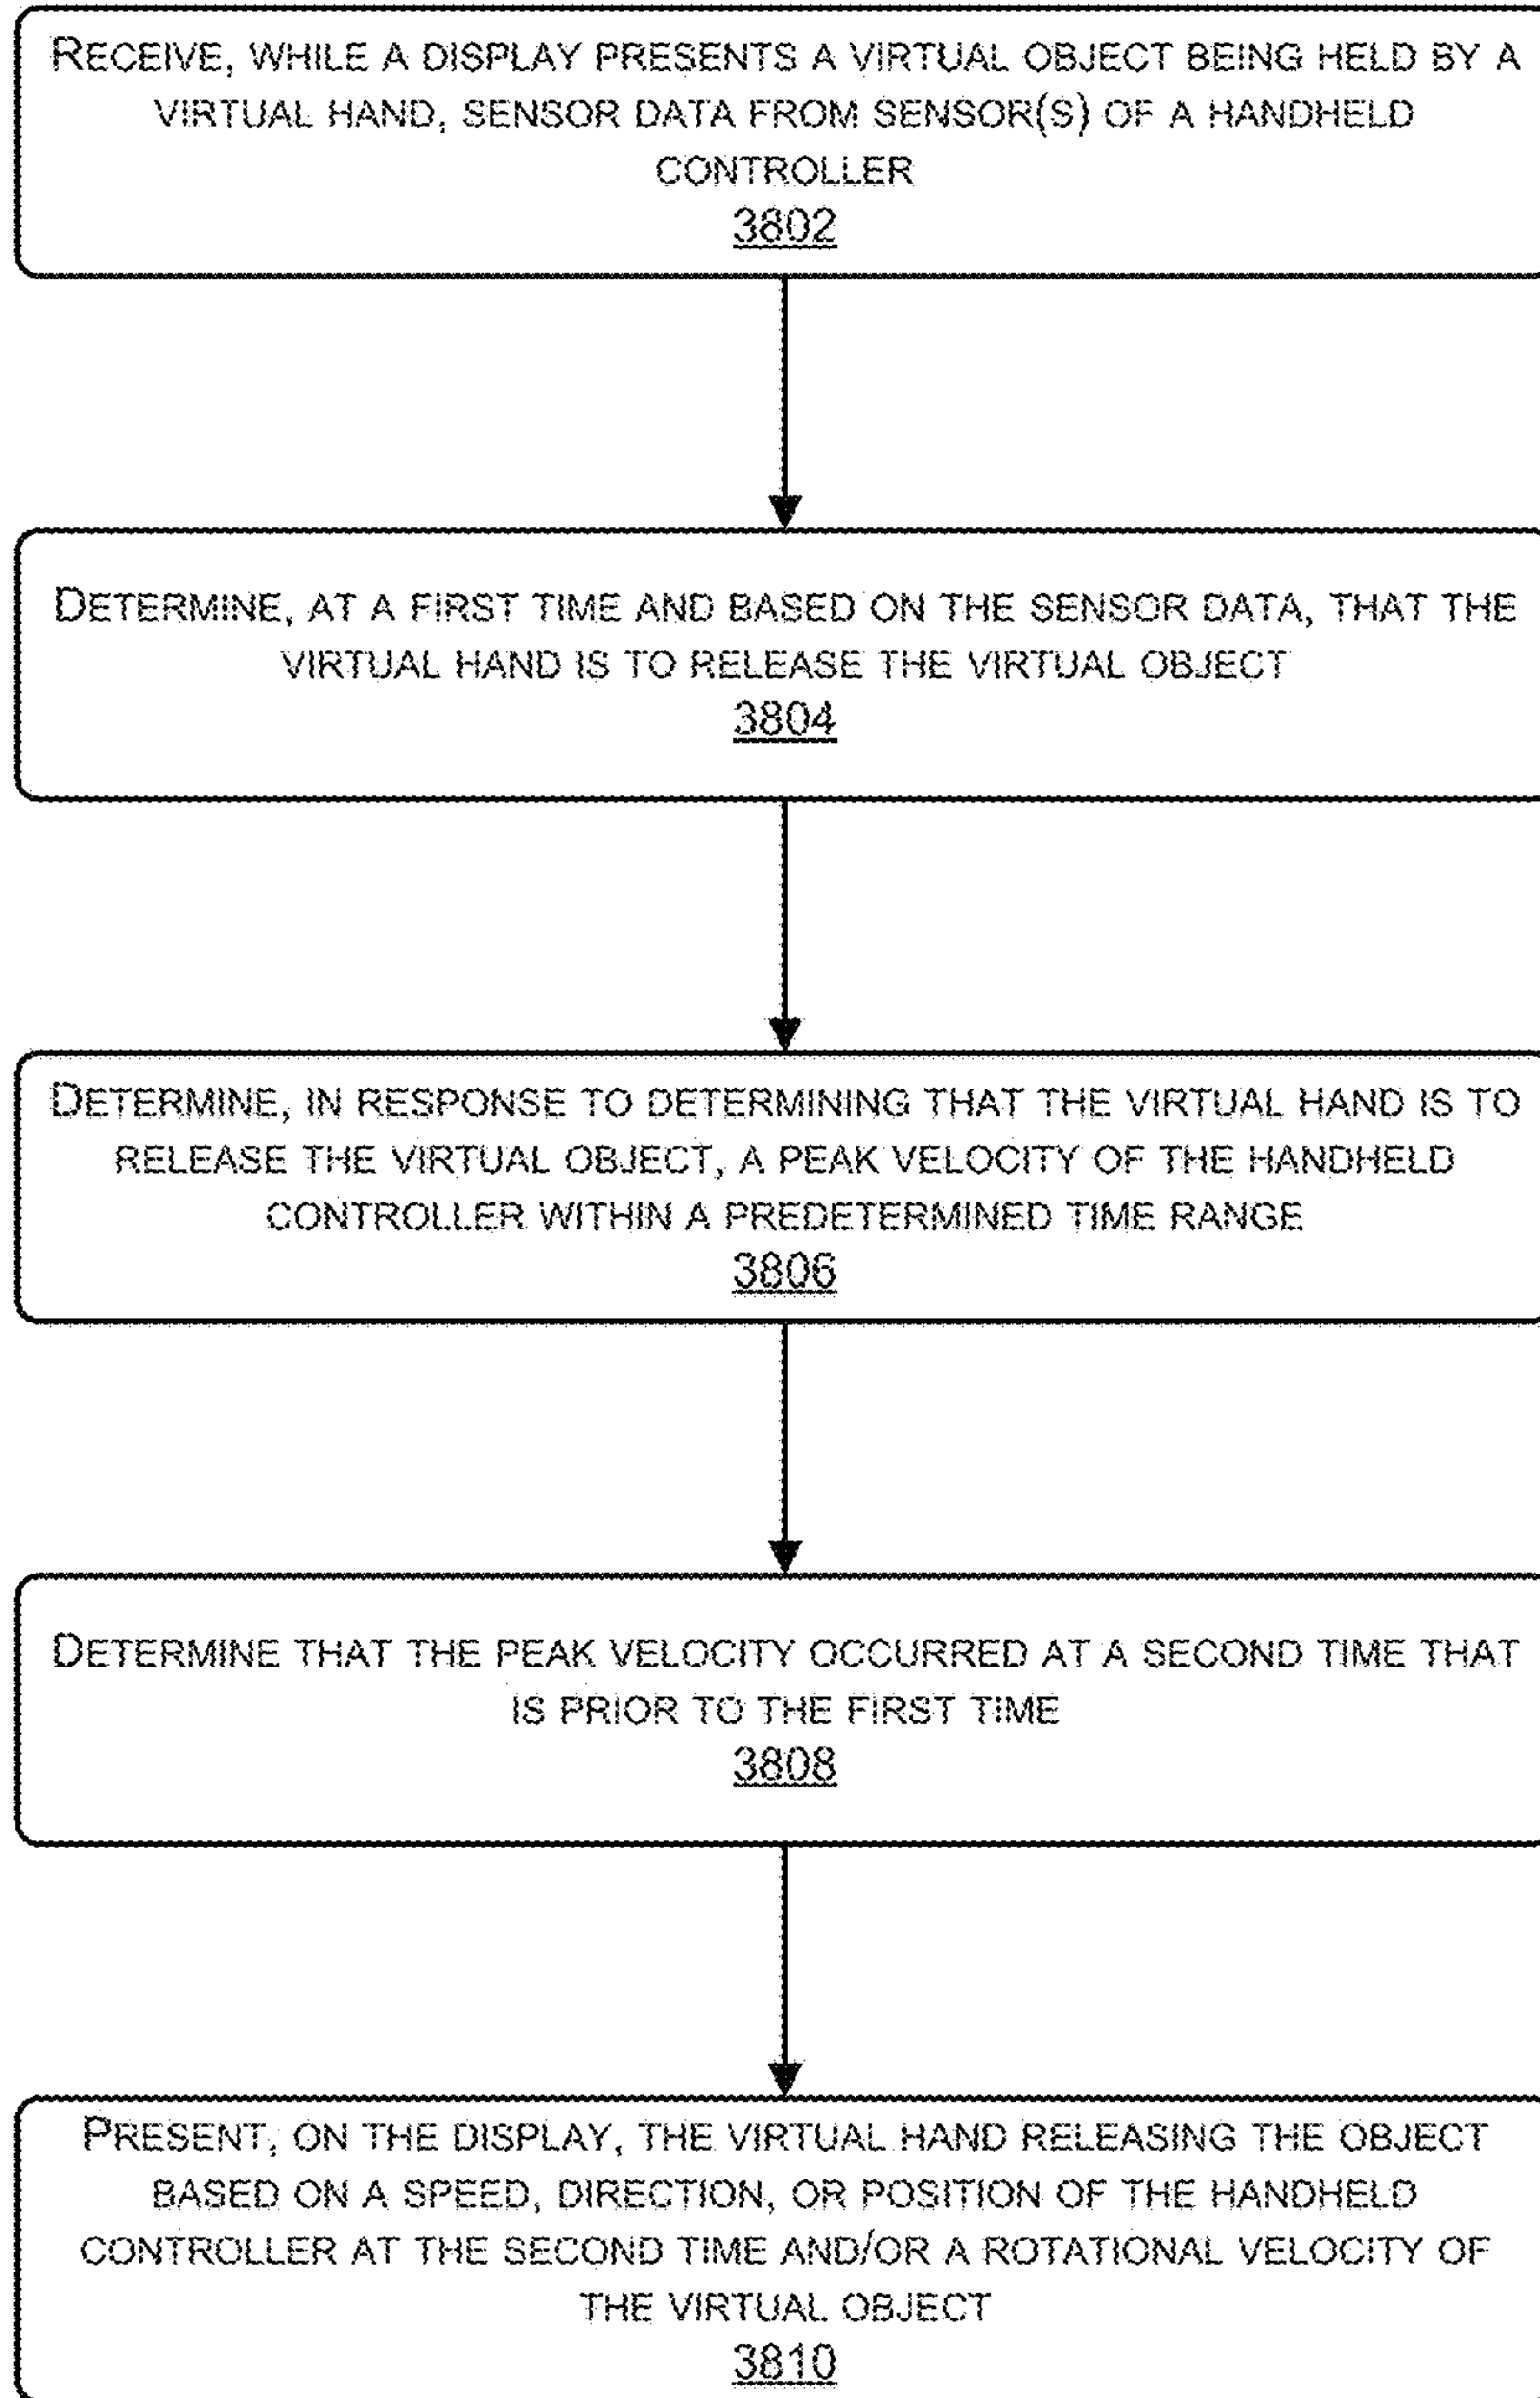 RECEIVE, WHILE A DISPLAY PRESENTS A VIRTUAL OBJECT BEING HELD BY A
VIRTUAL HAND, SENSOR DATA FROM SENSOR(S) OF A HANDHELD
CONTROLLER
3802
DETERMINE, AT A FIRST TIME AND BASED ON THE SENSOR DATA, THAT THE
VIRTUAL HAND IS TO RELEASE THE VIRTUAL OBJECT
3804
DETERMINE, IN RESPONSE TO DETERMINING THAT THE VIRTUAL HAND IS TO
RELEASE THE VIRTUAL OBJECT, A PEAK VELOCITY OF THE HANDHELD
CONTROLLER WITHIN A PREDETERMINED TIME RANGE
3806
DETERMINE THAT THE PEAK VELOCITY OCCURRED AT A SECOND TIME THAT
IS PRIOR TO THE FIRST TIME
3808
PRESENT, ON THE DISPLAY, THE VIRTUAL HAND RELEASING THE OBJECT
BASED ON A SPEED, DIRECTION, OR POSITION OF THE HANDHELD
CONTROLLER AT THE SECOND TIME AND/OR A ROTATIONAL VELOCITY OF
THE VIRTUAL OBJECT
3810